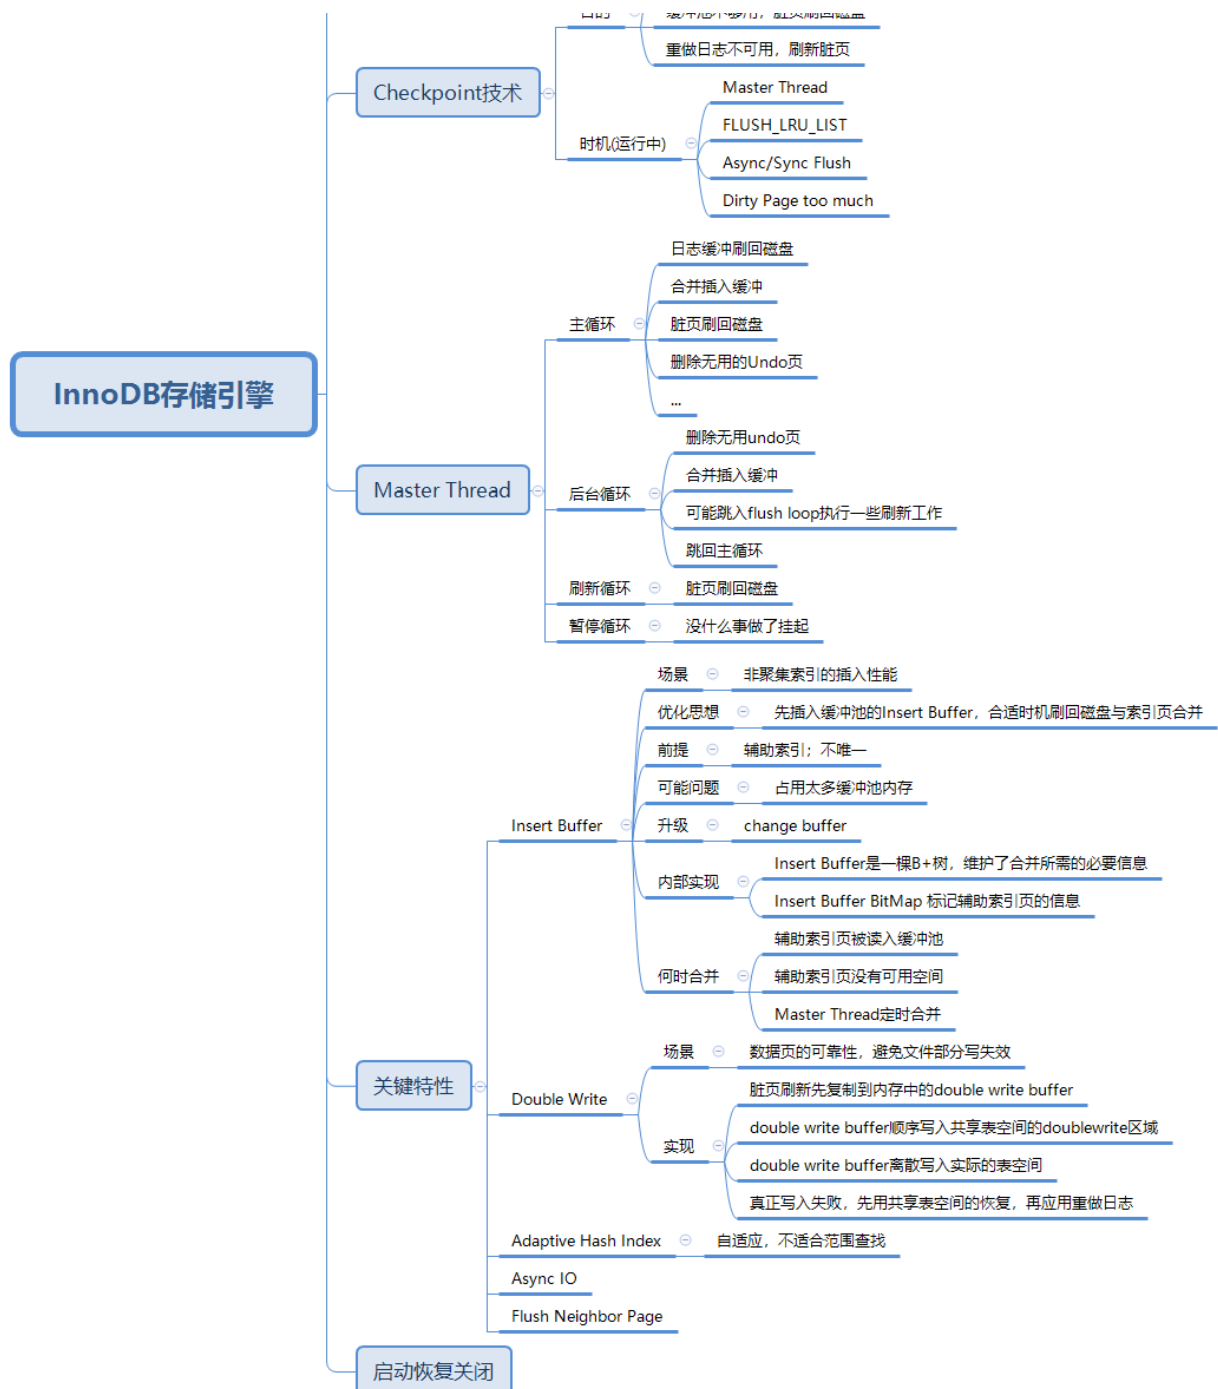 目的
缓冲池不够用，脏页刷回磁盘
重做日志不可用，刷新脏页
Checkpoint技术
时机(运行中)
Master Thread
FLUSH_LRU_LIST
Async/Sync Flush
Dirty Page too much
InnoDB存储引擎
Master Thread
主循环
日志缓冲刷回磁盘
合并插入缓冲
脏页刷回磁盘
删除无用的Undo页
...
后台循环
删除无用undo页
合并插入缓冲
可能跳入flush loop执行一些刷新工作
跳回主循环
刷新循环
脏页刷回磁盘
暂停循环
没什么事做了挂起
关键特性
Insert Buffer
场景
非聚集索引的插入性能
优化思想
先插入缓冲池的Insert Buffer，合适时机刷回磁盘与索引页合并
前提
辅助索引；不唯一
可能问题
占用太多缓冲池内存
升级
change buffer
内部实现
Insert Buffer是一棵B+树，维护了合并所需的必要信息
Insert Buffer BitMap 标记辅助索引页的信息
何时合并
辅助索引页被读入缓冲池
辅助索引页没有可用空间
Master Thread定时合并
Double Write
场景
数据页的可靠性，避免文件部分写失效
实现
脏页刷新先复制到内存中的double write buffer
double write buffer顺序写入共享表空间的doublewrite区域
double write buffer离散写入实际的表空间
真正写入失败，先用共享表空间的恢复，再应用重做日志
Adaptive Hash Index
自适应，不适合范围查找
Async IO
Flush Neighbor Page
启动恢复关闭